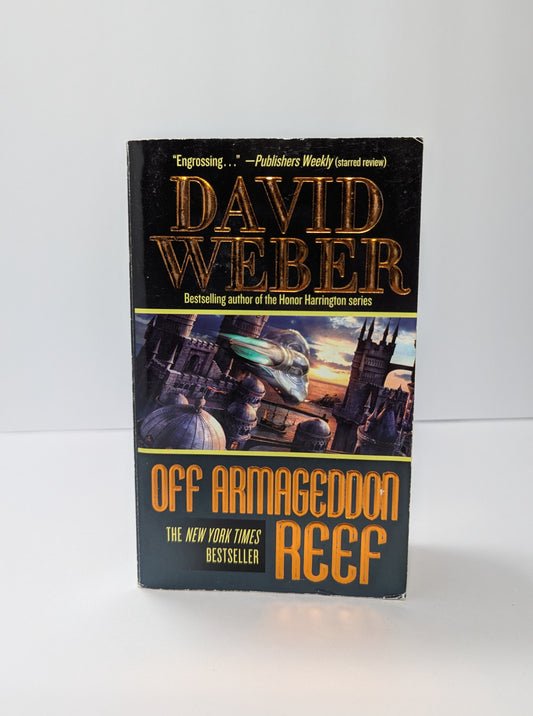 "Engrossing..." —Publishers Weekly (starred review)
DAVID
WEBER
Bestselling author of the Honor Harrington series
OFF ARMAGEDDON
REEF
THE NEW YORK TIMES
BESTSELLER